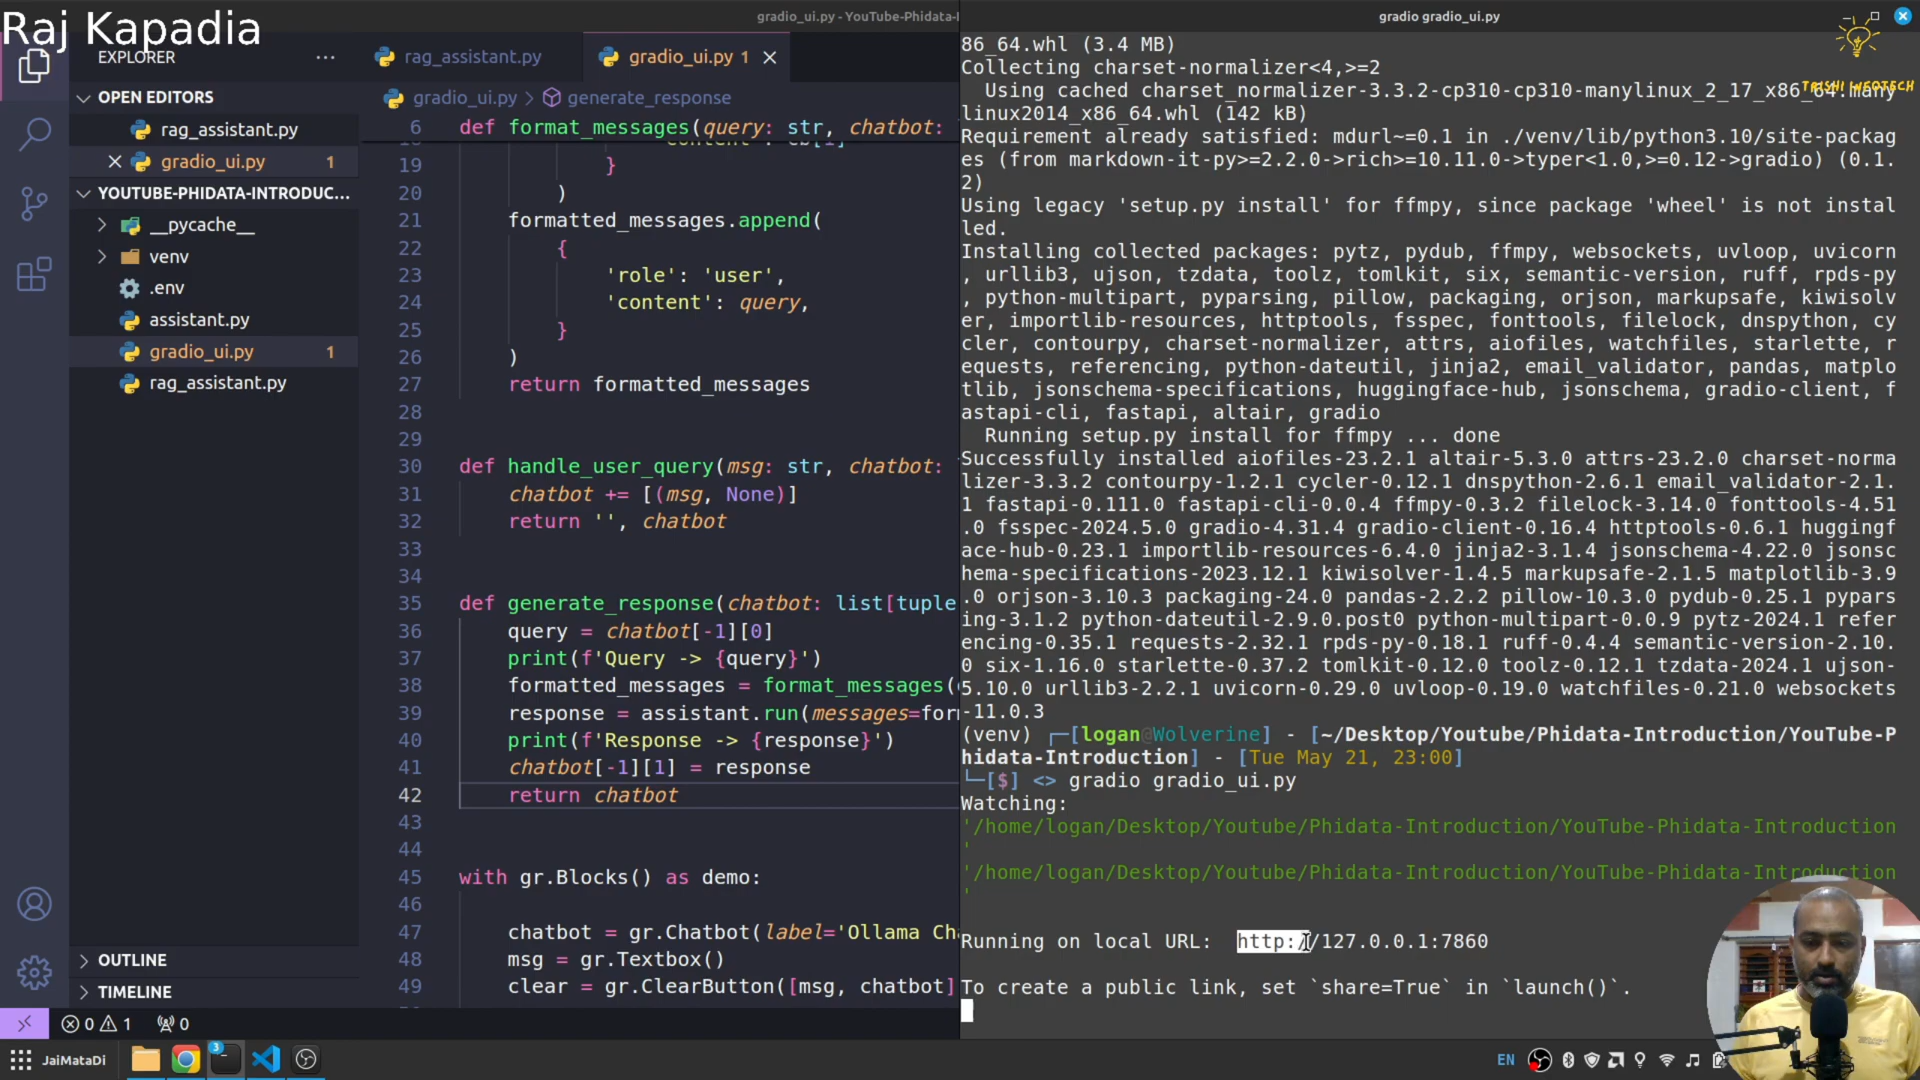 Raj Kapadia
gradio_ui.py - YouTube-Phidata-I
gradio gradio_ui.py
TRISHI INFOTECH
EXPLORER
OPEN EDITORS
rag_assistant.py
gradio_ui.py 1
YOUTUBE-PHIDATA-INTRODUC...
__pycache__
venv
.env
assistant.py
gradio_ui.py 1
rag_assistant.py
OUTLINE
TIMELINE
rag_assistant.py
gradio_ui.py 1
gradio_ui.py > generate_response
6 def format_messages(query: str, chatbot:
19 }
20 )
21 formatted_messages.append(
22 {
23 'role': 'user',
24 'content': query,
25 }
26 )
27 return formatted_messages
28
29
30 def handle_user_query(msg: str, chatbot:
31 chatbot += [(msg, None)]
32 return '', chatbot
33
34
35 def generate_response(chatbot: list[tuple
36 query = chatbot[-1][0]
37 print(f'Query -> {query}')
38 formatted_messages = format_messages(
39 response = assistant.run(messages=for
40 print(f'Response -> {response}')
41 chatbot[-1][1] = response
42 return chatbot
43
44
45 with gr.Blocks() as demo:
46
47 chatbot = gr.Chatbot(label='Ollama Ch
48 msg = gr.Textbox()
49 clear = gr.ClearButton([msg, chatbot]
86_64.whl (3.4 MB)
Collecting charset-normalizer<4,>=2
Using cached charset_normalizer-3.3.2-cp310-cp310-manylinux_2_17_x86_64.many
linux2014_x86_64.whl (142 kB)
Requirement already satisfied: mdurl~=0.1 in ./venv/lib/python3.10/site-packag
es (from markdown-it-py>=2.2.0->rich>=10.11.0->typer<1.0,>=0.12->gradio) (0.1.
2)
Using legacy 'setup.py install' for ffmpy, since package 'wheel' is not instal
led.
Installing collected packages: pytz, pydub, ffmpy, websockets, uvloop, uvicorn
, urllib3, ujson, tzdata, toolz, tomlkit, six, semantic-version, ruff, rpds-py
, python-multipart, pyparsing, pillow, packaging, orjson, markupsafe, kiwisolv
er, importlib-resources, httptools, fsspec, fonttools, filelock, dnspython, cy
cler, contourpy, charset-normalizer, attrs, aiofiles, watchfiles, starlette, r
equests, referencing, python-dateutil, jinja2, email_validator, pandas, matplo
tlib, jsonschema-specifications, huggingface-hub, jsonschema, gradio-client, f
astapi-cli, fastapi, altair, gradio
Running setup.py install for ffmpy ... done
Successfully installed aiofiles-23.2.1 altair-5.3.0 attrs-23.2.0 charset-norma
lizer-3.3.2 contourpy-1.2.1 cycler-0.12.1 dnspython-2.6.1 email_validator-2.1.
1 fastapi-0.111.0 fastapi-cli-0.0.4 ffmpy-0.3.2 filelock-3.14.0 fonttools-4.51
.0 fsspec-2024.5.0 gradio-4.31.4 gradio-client-0.16.4 httptools-0.6.1 huggingf
ace-hub-0.23.1 importlib-resources-6.4.0 jinja2-3.1.4 jsonschema-4.22.0 jsonsc
hema-specifications-2023.12.1 kiwisolver-1.4.5 markupsafe-2.1.5 matplotlib-3.9
.0 orjson-3.10.3 packaging-24.0 pandas-2.2.2 pillow-10.3.0 pydub-0.25.1 pypars
ing-3.1.2 python-dateutil-2.9.0.post0 python-multipart-0.0.9 pytz-2024.1 refer
encing-0.35.1 requests-2.32.1 rpds-py-0.18.1 ruff-0.4.4 semantic-version-2.10.
0 six-1.16.0 starlette-0.37.2 tomlkit-0.12.0 toolz-0.12.1 tzdata-2024.1 ujson-
5.10.0 urllib3-2.2.1 uvicorn-0.29.0 uvloop-0.19.0 watchfiles-0.21.0 websockets
-11.0.3
(venv) ┌─[logan@Wolverine] - [~/Desktop/Youtube/Phidata-Introduction/YouTube-P
hidata-Introduction] - [Tue May 21, 23:00]
└─[$] <> gradio gradio_ui.py
Watching:
'/home/logan/Desktop/Youtube/Phidata-Introduction/YouTube-Phidata-Introduction
'
'/home/logan/Desktop/Youtube/Phidata-Introduction/YouTube-Phidata-Introduction
'
Running on local URL: http://127.0.0.1:7860
To create a public link, set `share=True` in `launch()`.
0 1 0
JaiMataDi
3
EN